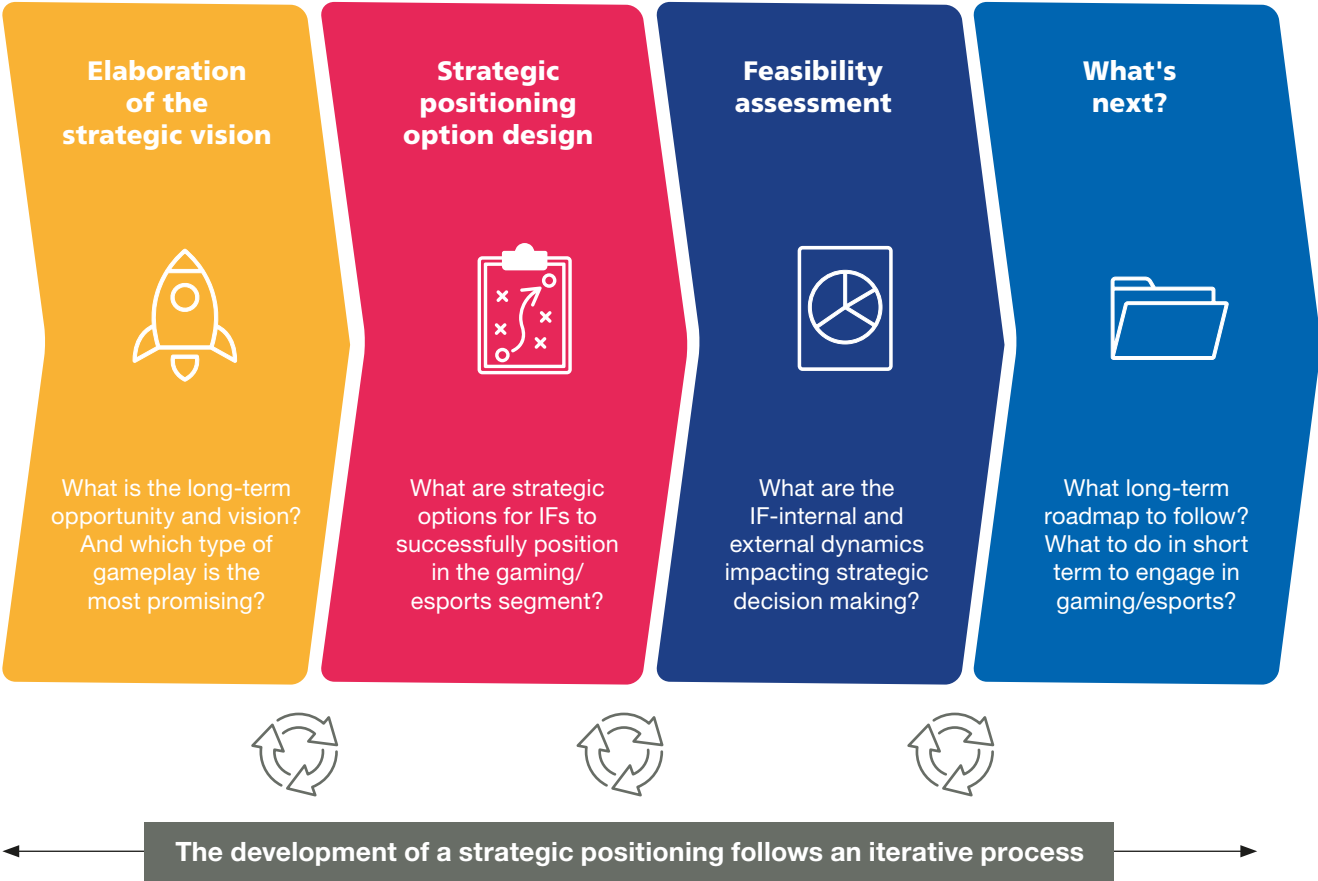 Elaboration
of the
strategic vision
What is the long-term
opportunity and vision?
And which type of
gameplay is the
most promising?
Strategic
positioning
option design
What are strategic
options for IFs to
successfully position
in the gaming/
esports segment?
Feasibility
assessment
What are the
IF-internal and
external dynamics
impacting strategic
decision making?
What's
next?
What long-term
roadmap to follow?
What to do in short
term to engage in
gaming/esports?
The development of a strategic positioning follows an iterative process